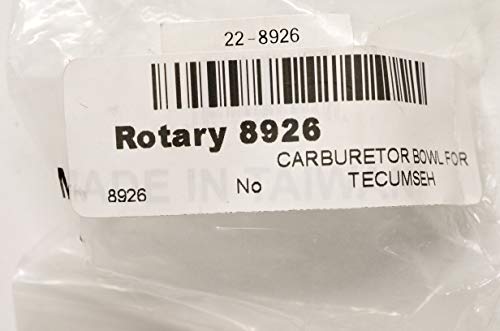 22-8926
Rotary 8926
CARBURETOR BOWL FOR
TECUMSEH
8926 No
MADE IN TAIWAN